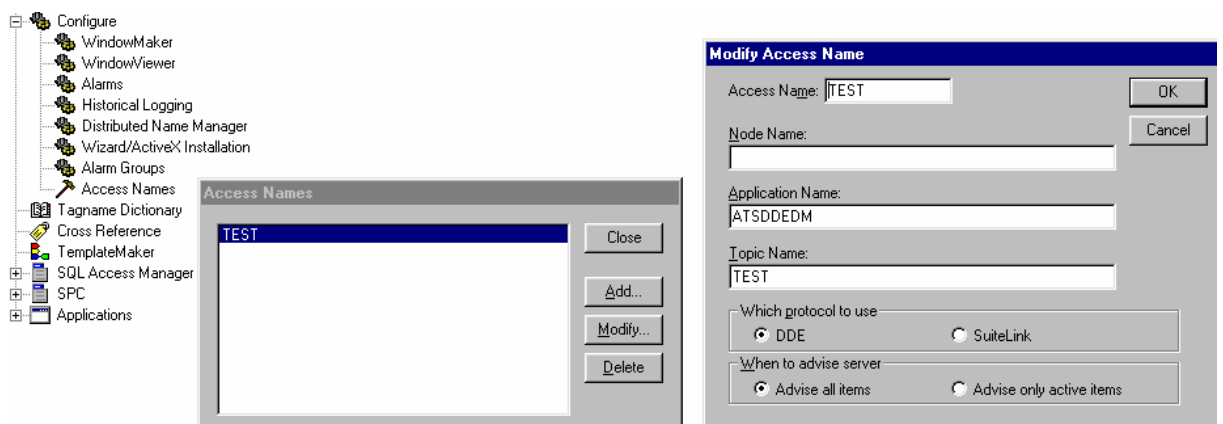 Configure
WindowMaker
WindowViewer
Alarms
Historical Logging
Distributed Name Manager
Wizard/ActiveX Installation
Alarm Groups
Access Names
Tagname Dictionary
Cross Reference
TemplateMaker
SQL Access Manager
SPC
Applications
Access Names
TEST
Close
Add...
Modify...
Delete
Modify Access Name
Access Name: TEST
OK
Cancel
Node Name:
Application Name:
ATSDDEDM
Topic Name:
TEST
Which protocol to use
DDE SuiteLink
When to advise server
Advise all items Advise only active items